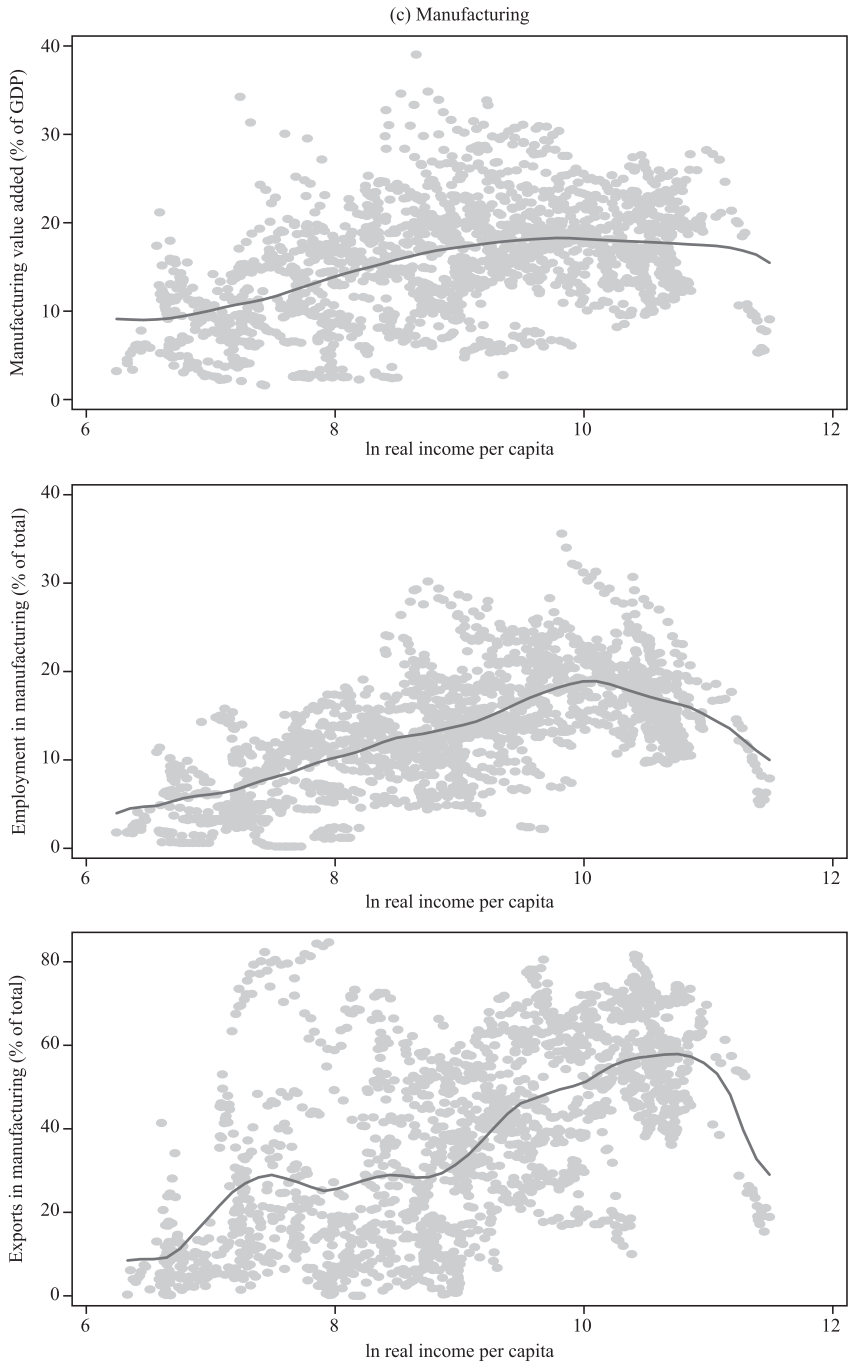 (c) Manufacturing
Manufacturing value added (% of GDP)
40
30
20
10
0
6 8 10 12
ln real income per capita
Employment in manufacturing (% of total)
40
30
20
10
0
6 8 10 12
ln real income per capita
Exports in manufacturing (% of total)
80
60
40
20
0
6 8 10 12
ln real income per capita